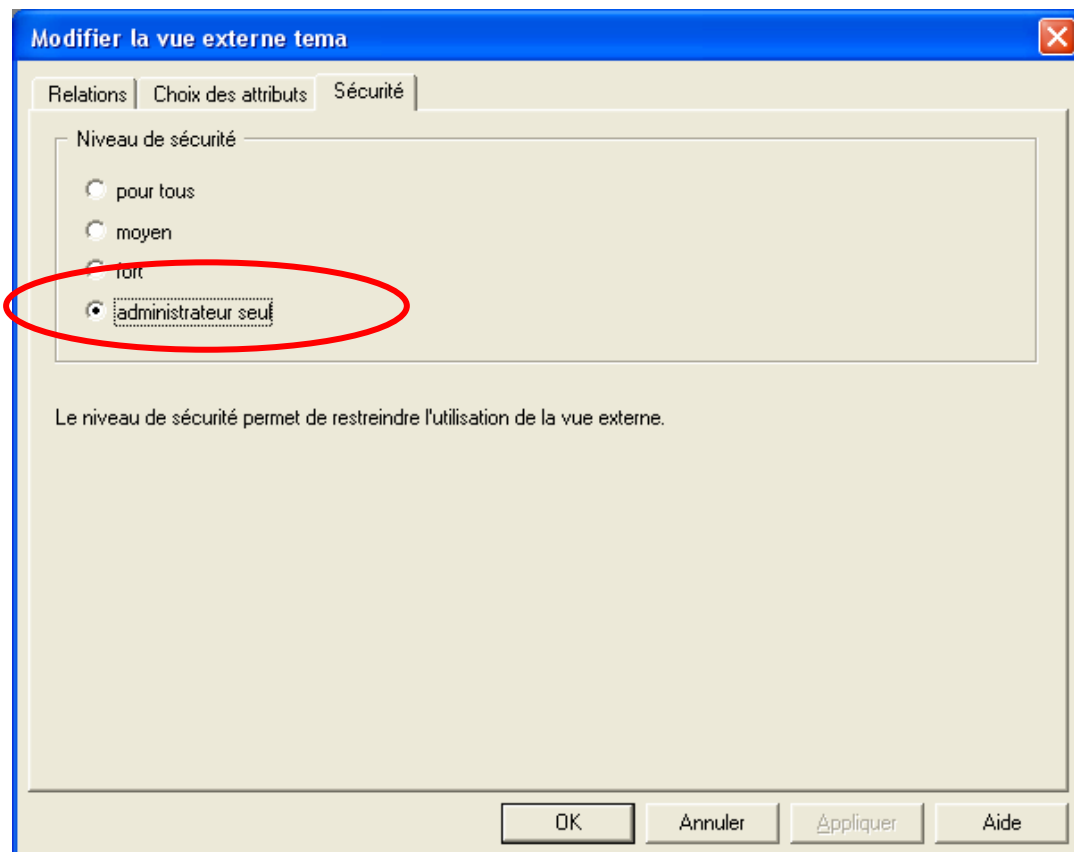 Modifier la vue externe tema
Relations Choix des attributs Sécurité
Niveau de sécurité
pour tous
moyen
fort
administrateur seul
Le niveau de sécurité permet de restreindre l'utilisation de la vue externe.
OK Annuler Appliquer Aide